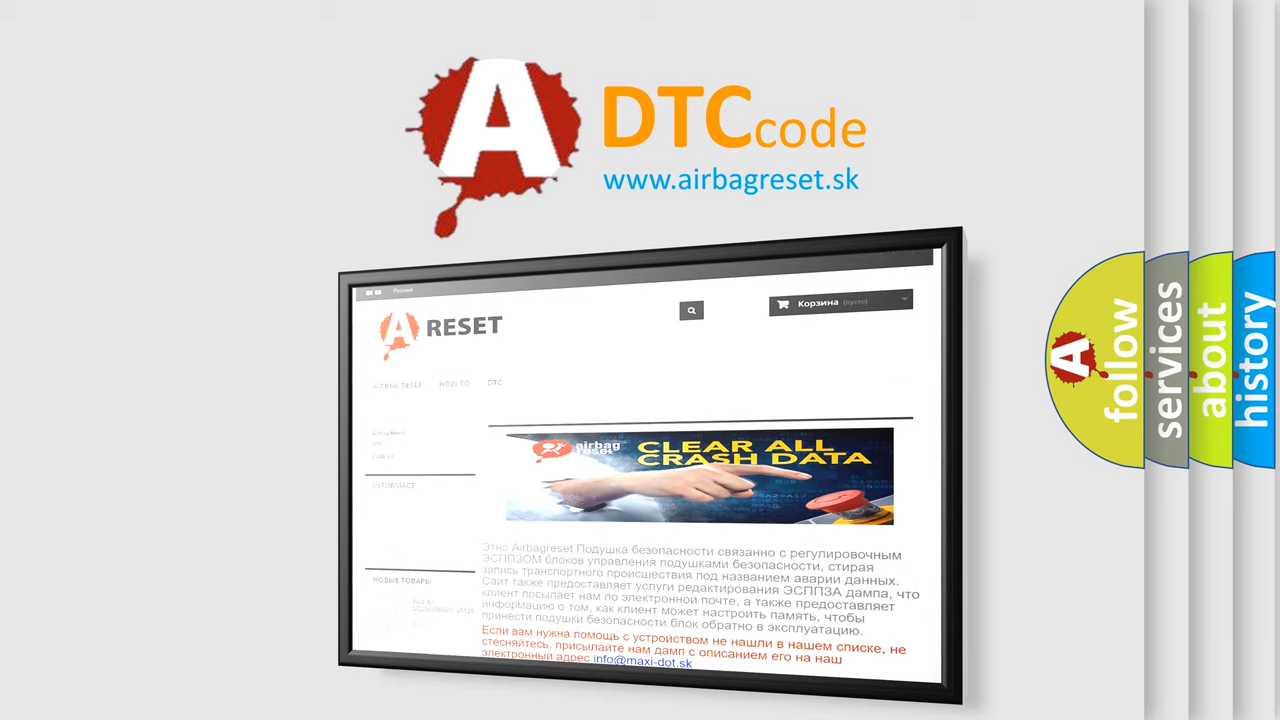 A
DTCcode
www.airbagreset.sk
Русский
A RESET
Корзина (пусто)
AIRBAG RESET HOW TO DTC
Airbag Reset
DTC
INFORMACE
airbag
reset
CLEAR ALL
CRASH DATA
Этно Airbagreset Подушка безопасности связанно с регулировочным
ЭСППЗОМ блоков управления подушками безопасности, стирая
запись транспортного происшествия под названием аварии данных.
Сайт также предоставляет услуги редактирования ЭСППЗА дампа, что
клиент посылает нам по электронной почте, а также предоставляет
информацию о том, как клиент может настроить память, чтобы
принести подушки безопасности блок обратно в эксплуатацию.
Если вам нужна помощь с устройством не нашли в нашем списке, не
стесняйтесь, присылайте нам дамп с описанием его на наш
электронный адрес info@maxi-dot.sk
НОВЫЕ ТОВАРЫ
A follow
services
about
history